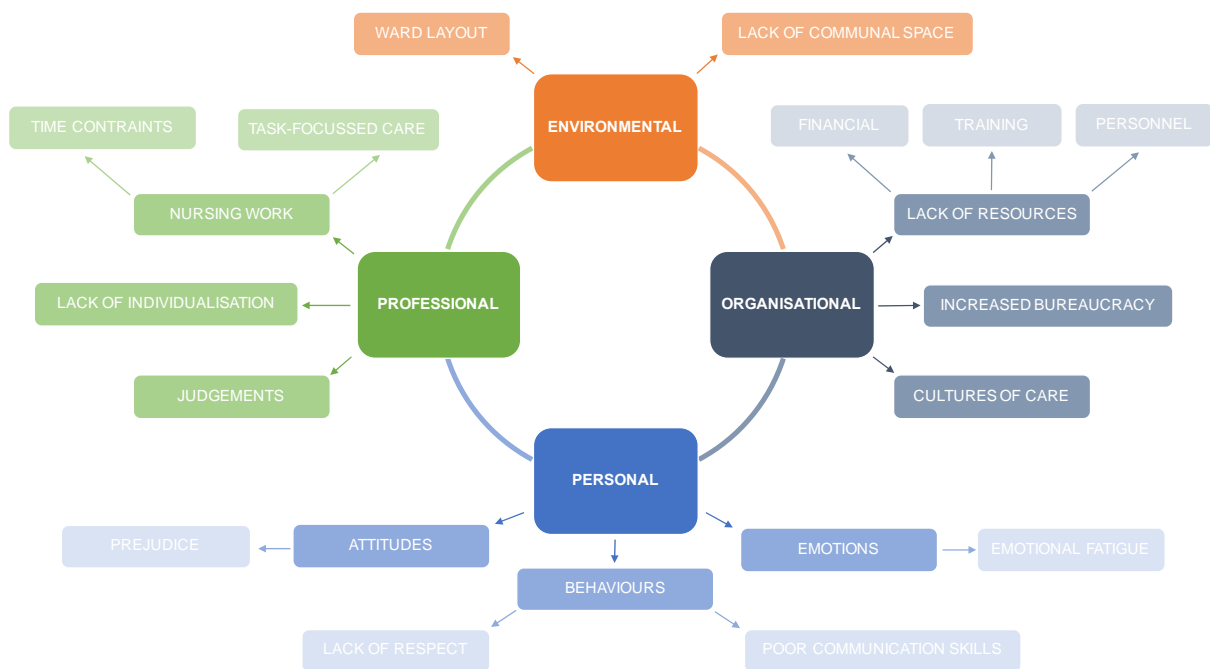 WARD LAYOUT
LACK OF COMMUNAL SPACE
ENVIRONMENTAL
TIME CONTRAINTS
TASK-FOCUSSED CARE
FINANCIAL
TRAINING
PERSONNEL
NURSING WORK
LACK OF RESOURCES
LACK OF INDIVIDUALISATION
PROFESSIONAL
ORGANISATIONAL
INCREASED BUREAUCRACY
JUDGEMENTS
CULTURES OF CARE
PERSONAL
PREJUDICE
ATTITUDES
EMOTIONS
EMOTIONAL FATIGUE
BEHAVIOURS
LACK OF RESPECT
POOR COMMUNICATION SKILLS